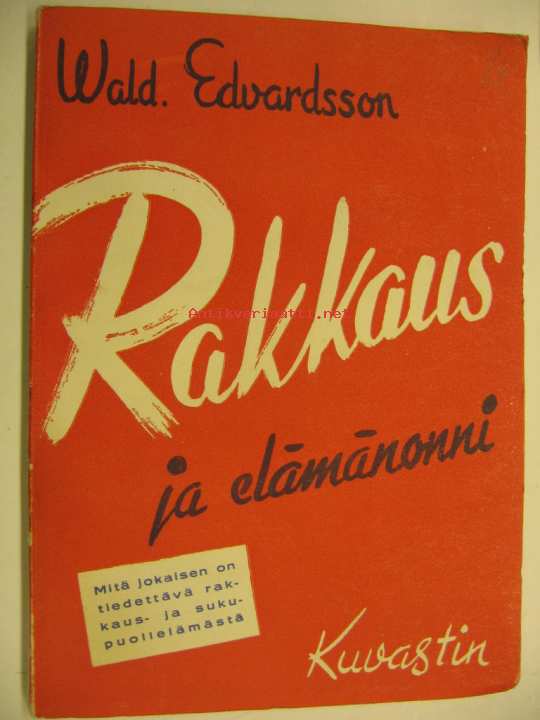 Wald. Edvardsson
Rakkaus
Antikvariaatti.net
ja elämänonni
Mitä jokaisen on
tiedettävä rak-
kaus- ja suku-
puolielämästä
Kuvastin